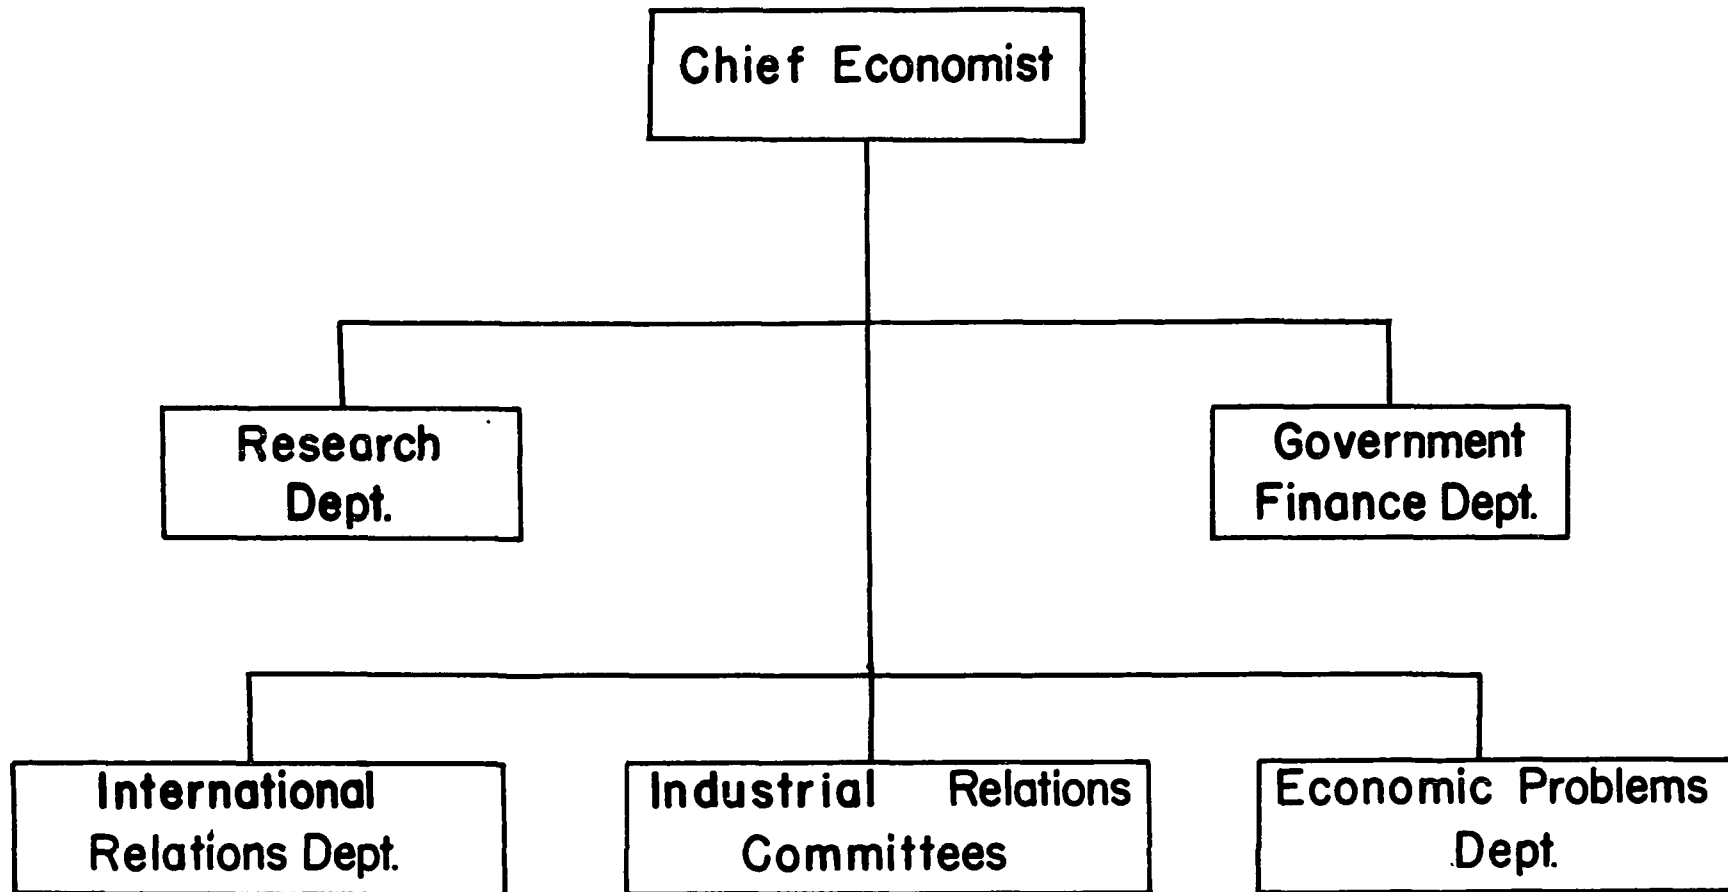 Chief Economist
Research
Dept.
Government
Finance Dept.
International
Relations Dept.
Industrial Relations
Committees
Economic Problems
Dept.